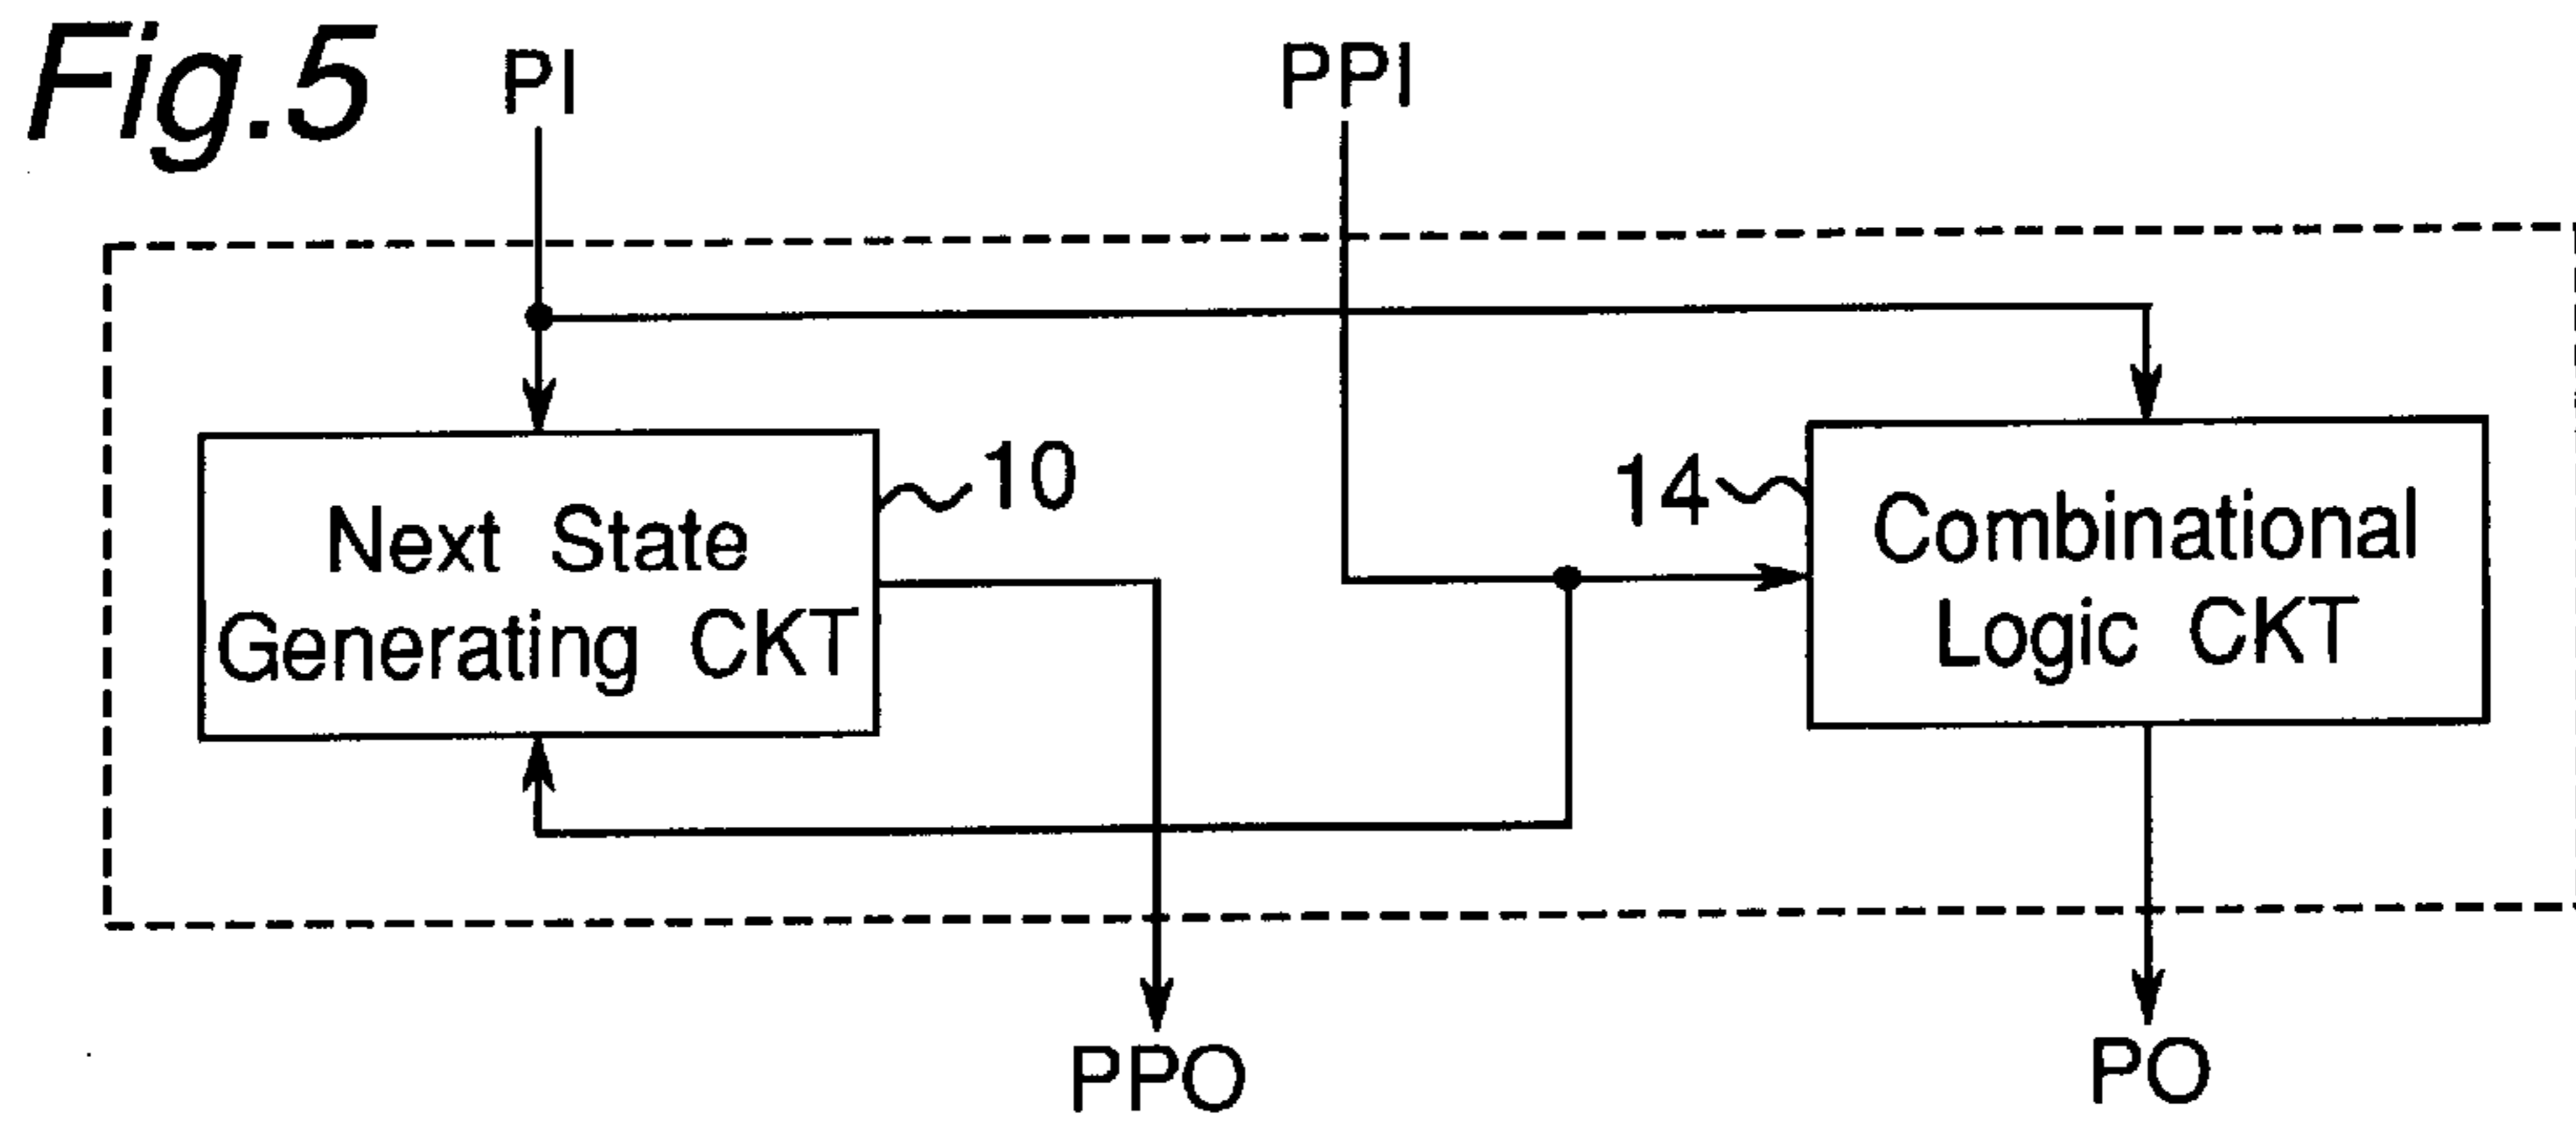 Fig.5
PI
PPI
10
14
Next State
Generating CKT
Combinational
Logic CKT
PPO
PO